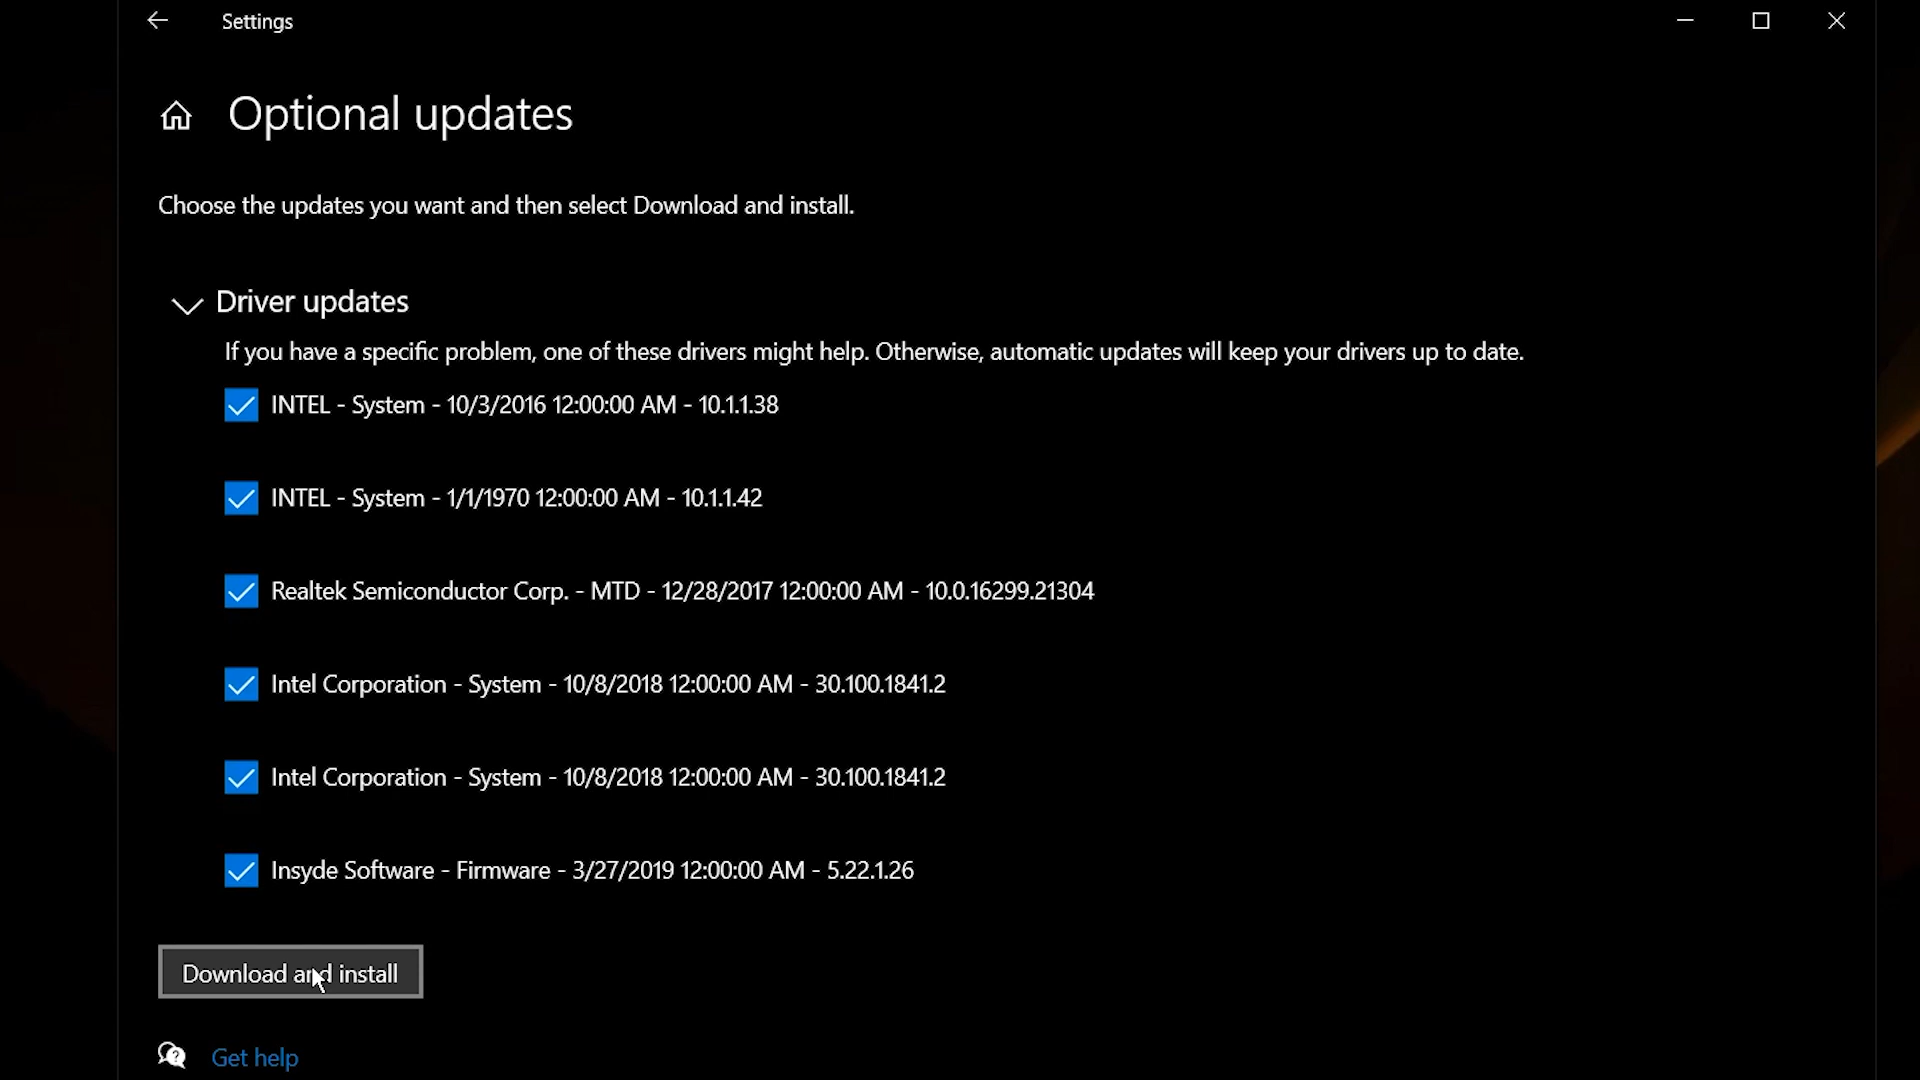 Settings
Optional updates
Choose the updates you want and then select Download and install.
Driver updates
If you have a specific problem, one of these drivers might help. Otherwise, automatic updates will keep your drivers up to date.
INTEL - System - 10/3/2016 12:00:00 AM - 10.1.1.38
INTEL - System - 1/1/1970 12:00:00 AM - 10.1.1.42
Realtek Semiconductor Corp. - MTD - 12/28/2017 12:00:00 AM - 10.0.16299.21304
Intel Corporation - System - 10/8/2018 12:00:00 AM - 30.100.1841.2
Intel Corporation - System - 10/8/2018 12:00:00 AM - 30.100.1841.2
Insyde Software - Firmware - 3/27/2019 12:00:00 AM - 5.22.1.26
Download and install
Get help